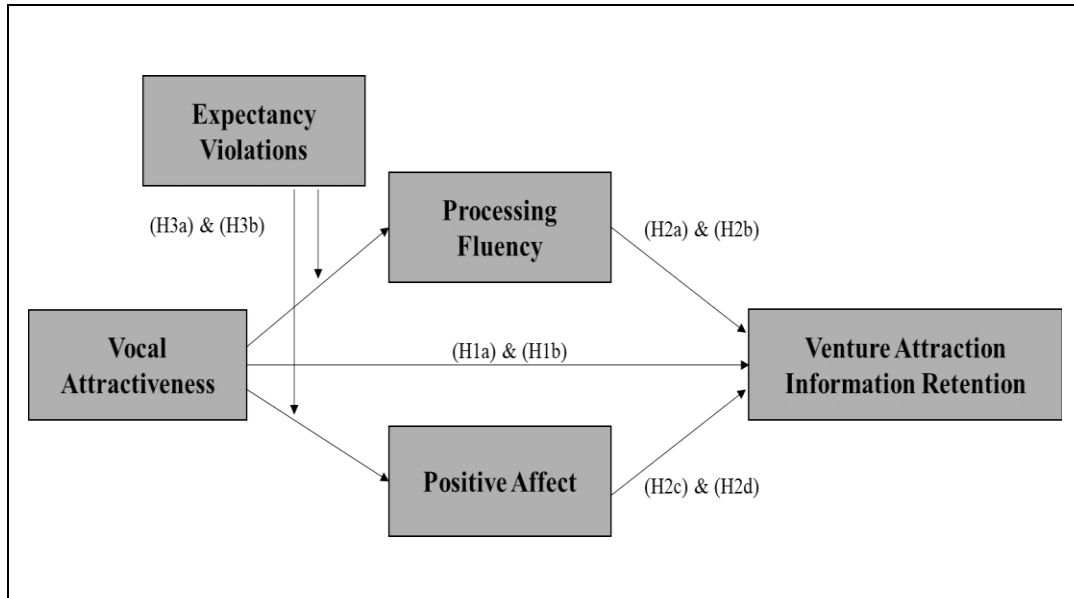 Expectancy
Violations
(H3a) & (H3b)
Processing
Fluency
(H2a) & (H2b)
Vocal
Attractiveness
(H1a) & (H1b)
Venture Attraction
Information Retention
Positive Affect
(H2c) & (H2d)